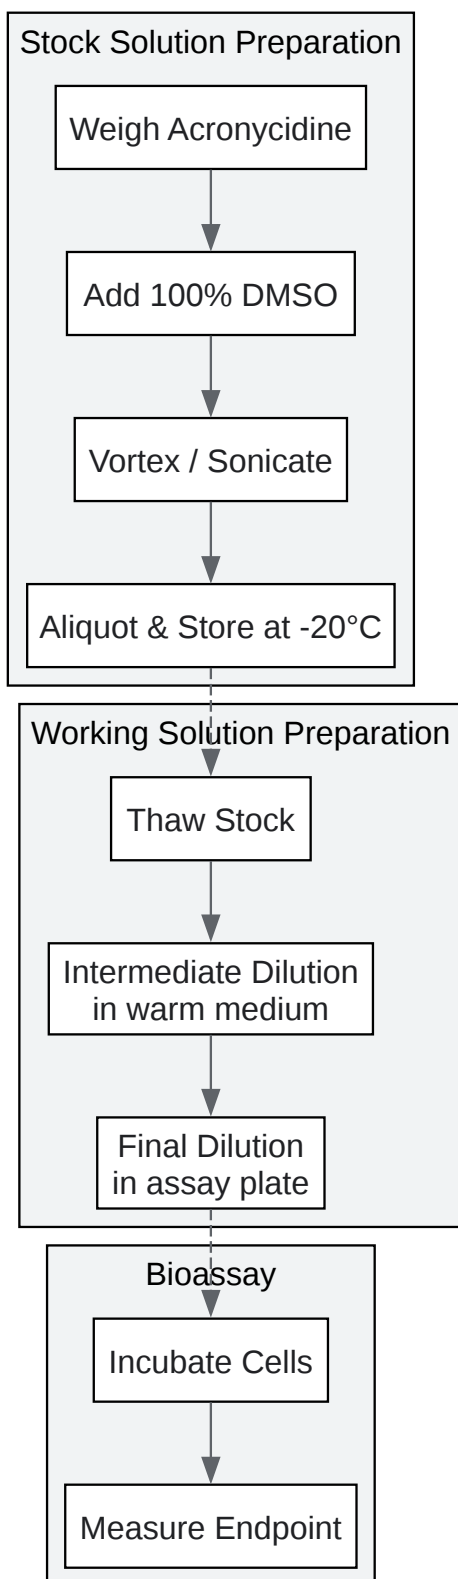 Stock Solution Preparation
Weigh Acronycidine
Add 100% DMSO
Vortex / Sonicate
Aliquot & Store at -20°C
Working Solution Preparation
Thaw Stock
Intermediate Dilution
in warm medium
Final Dilution
in assay plate
Bioassay
Incubate Cells
Measure Endpoint